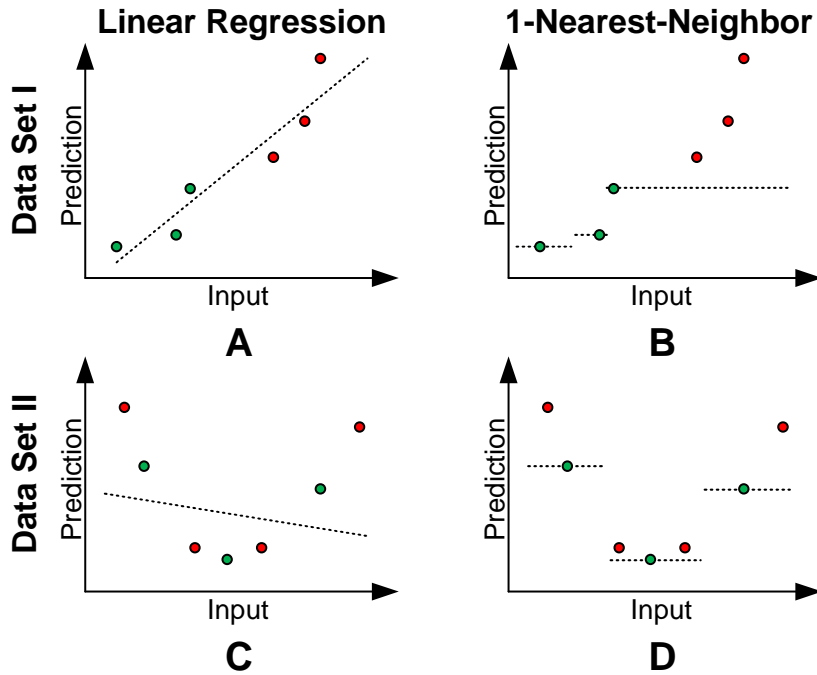 Linear Regression
1-Nearest-Neighbor
Data Set I
Prediction
Input
A
Prediction
Input
B
Data Set II
Prediction
Input
C
Prediction
Input
D